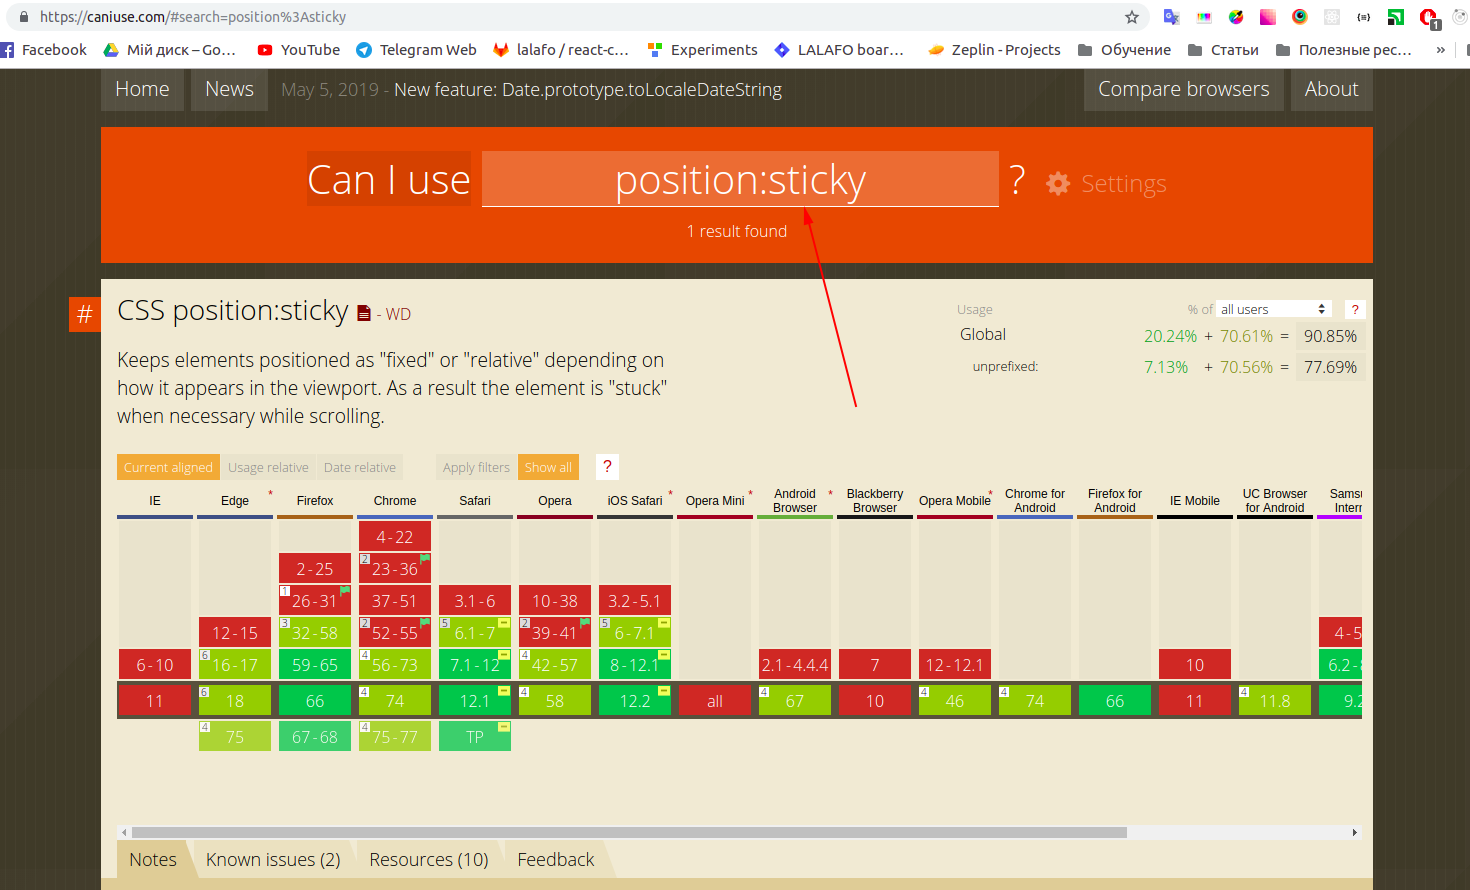 https://caniuse.com/#search=position%3Asticky
Facebook Мій диск – Go... YouTube Telegram Web lalafo / react-c... Experiments LALAFO boar... Zeplin - Projects Обучение Статьи Полезные рес... »
Home News May 5, 2019 - New feature: Date.prototype.toLocaleDateString Compare browsers About
Can I use position:sticky ? Settings
1 result found
# CSS position:sticky - WD
Usage % of all users ?
Global 20.24% + 70.61% = 90.85%
unprefixed: 7.13% + 70.56% = 77.69%
Keeps elements positioned as "fixed" or "relative" depending on
how it appears in the viewport. As a result the element is "stuck"
when necessary while scrolling.
Current aligned Usage relative Date relative Apply filters Show all ?
IE Edge * Firefox Chrome Safari Opera iOS Safari * Opera Mini * Android Browser * Blackberry Browser Opera Mobile * Chrome for Android Firefox for Android IE Mobile UC Browser for Android Samsu Intern
4 - 22
2 - 25 2 23 - 36
1 26 - 31 37 - 51 3.1 - 6 10 - 38 3.2 - 5.1
12 - 15 3 32 - 58 2 52 - 55 5 6.1 - 7 2 39 - 41 5 6 - 7.1 4 - 5
6 - 10 6 16 - 17 59 - 65 4 56 - 73 7.1 - 12 4 42 - 57 8 - 12.1 2.1 - 4.4.4 7 12 - 12.1 10 6.2 - 8
11 6 18 66 4 74 12.1 4 58 12.2 all 4 67 10 4 46 4 74 66 11 4 11.8 9.2
4 75 67 - 68 4 75 - 77 TP
Notes Known issues (2) Resources (10) Feedback